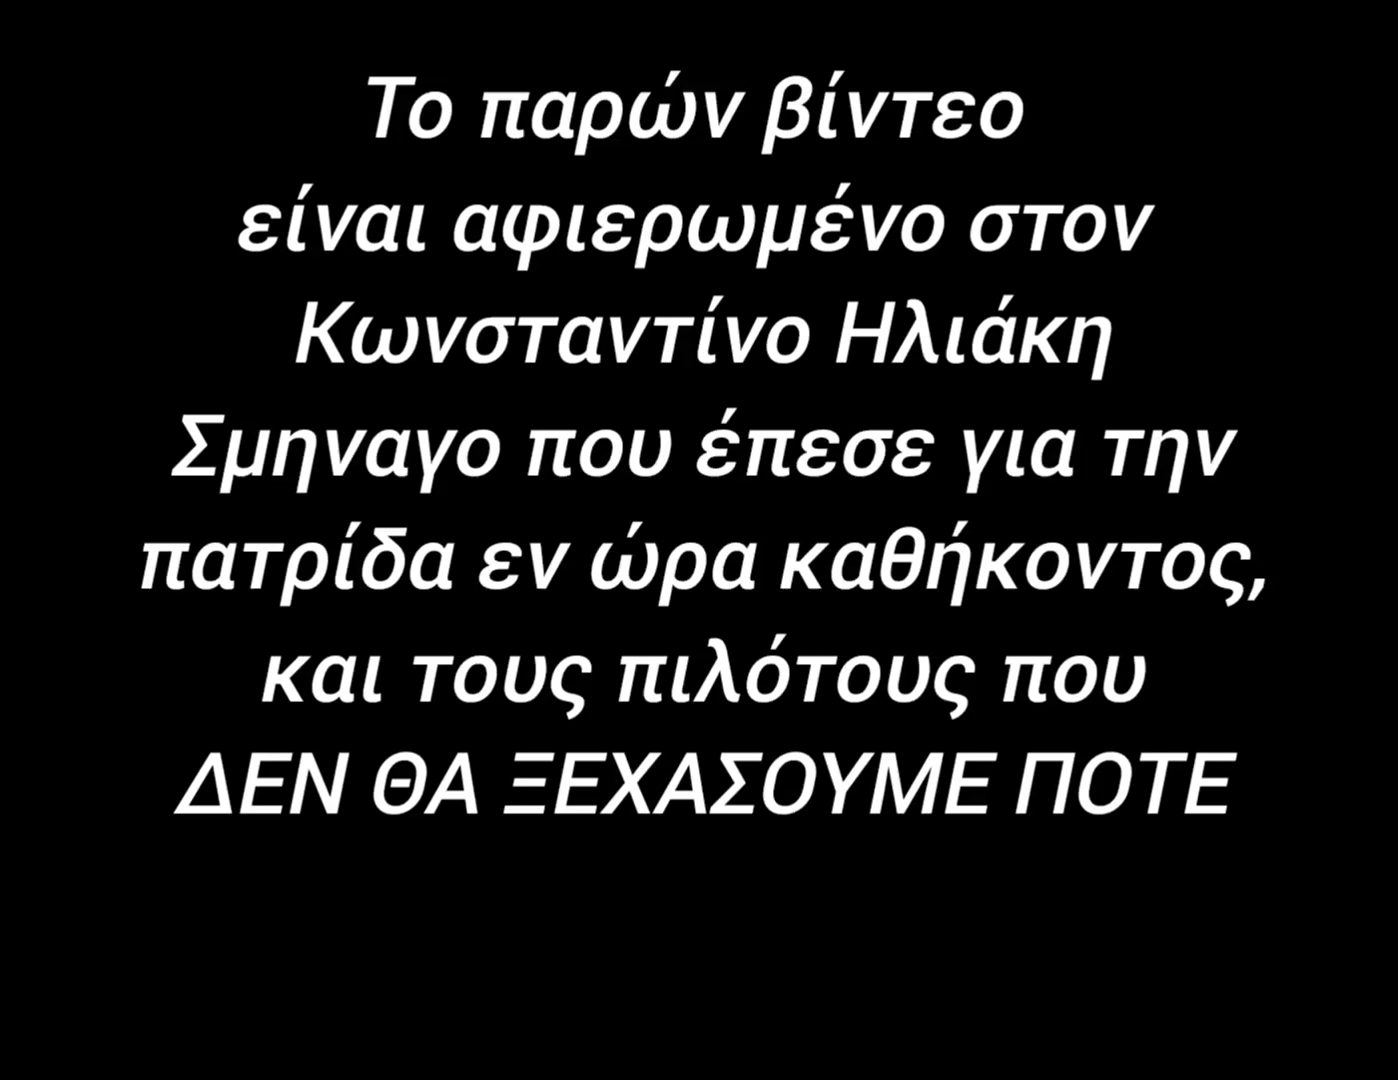 Το παρών βίντεο
είναι αφιερωμένο στον
Κωνσταντίνο Ηλιάκη
Σμηναγο που έπεσε για την
πατρίδα εν ώρα καθήκοντος,
και τους πιλότους που
ΔΕΝ ΘΑ ΞΕΧΑΣΟΥΜΕ ΠΟΤΕ